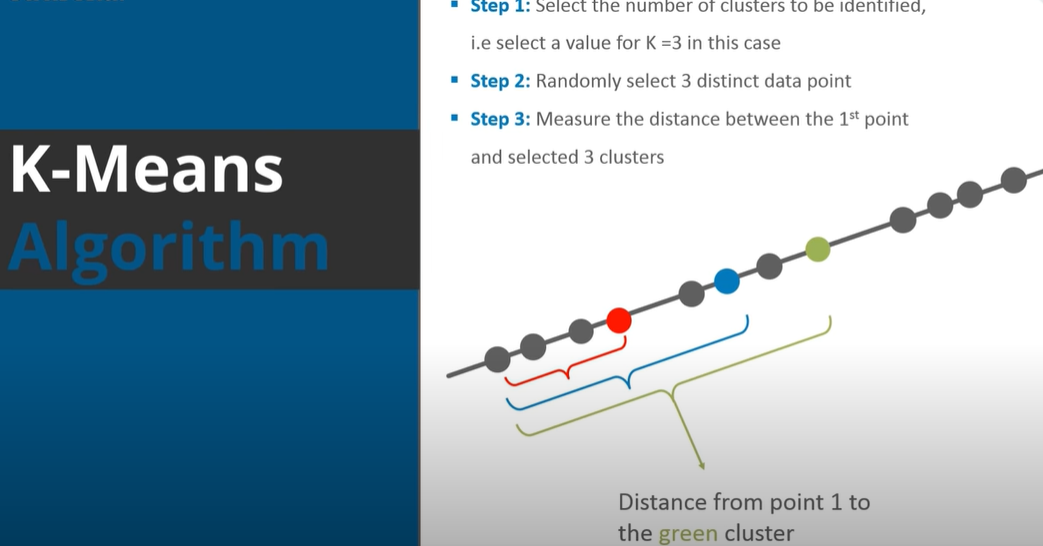 Step 1: Select the number of clusters to be identified,
i.e select a value for K =3 in this case
Step 2: Randomly select 3 distinct data point
Step 3: Measure the distance between the 1st point
and selected 3 clusters
K-Means
Algorithm
Distance from point 1 to
the green cluster